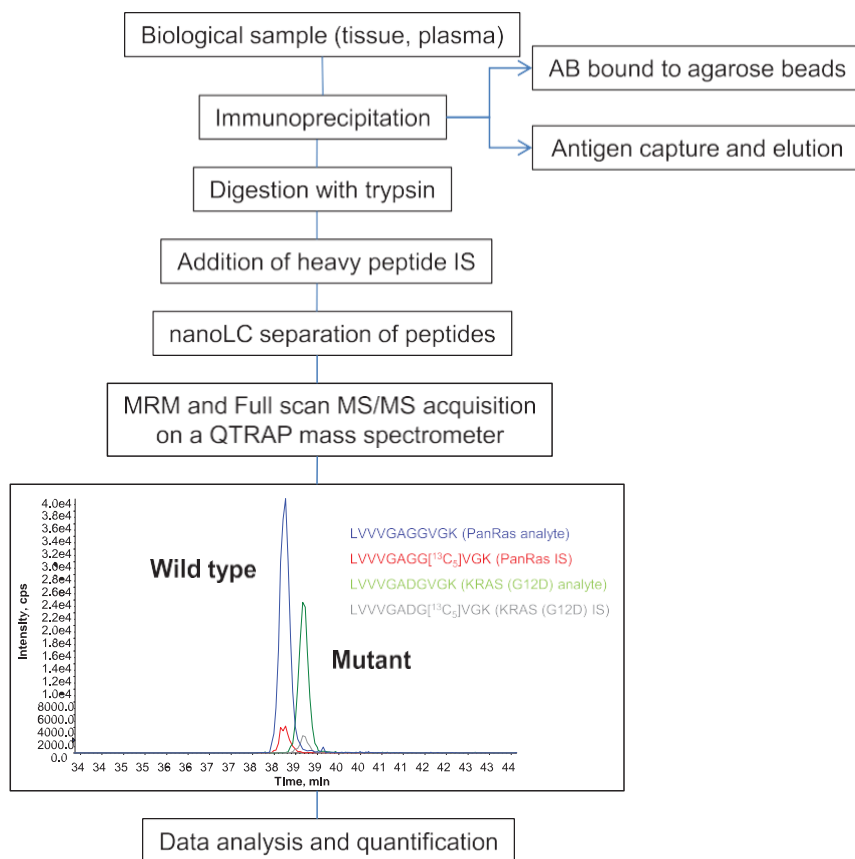 Biological sample (tissue, plasma)
AB bound to agarose beads
Immunoprecipitation
Antigen capture and elution
Digestion with trypsin
Addition of heavy peptide IS
nanoLC separation of peptides
MRM and Full scan MS/MS acquisition
on a QTRAP mass spectrometer
4.0e4
3.8e4
3.6e4
3.4e4
3.2e4
3.0e4
2.8e4
2.6e4
2.4e4
2.2e4
2.0e4
1.8e4
1.6e4
1.4e4
1.2e4
1.0e4
8000.0
6000.0
4000.0
2000.0
0.0
Intensity, cps
Wild type
Mutant
LVVVGAGGVGK (PanRas analyte)
LVVVGAGG[¹³C₅]VGK (PanRas IS)
LVVVGADGVGK (KRAS (G12D) analyte)
LVVVGADG[¹³C₅]VGK (KRAS (G12D) IS)
34 34 35 35 36 36 37 37 38 38 39 39 40 40 41 41 42 42 43 43 44
Time, min
Data analysis and quantification